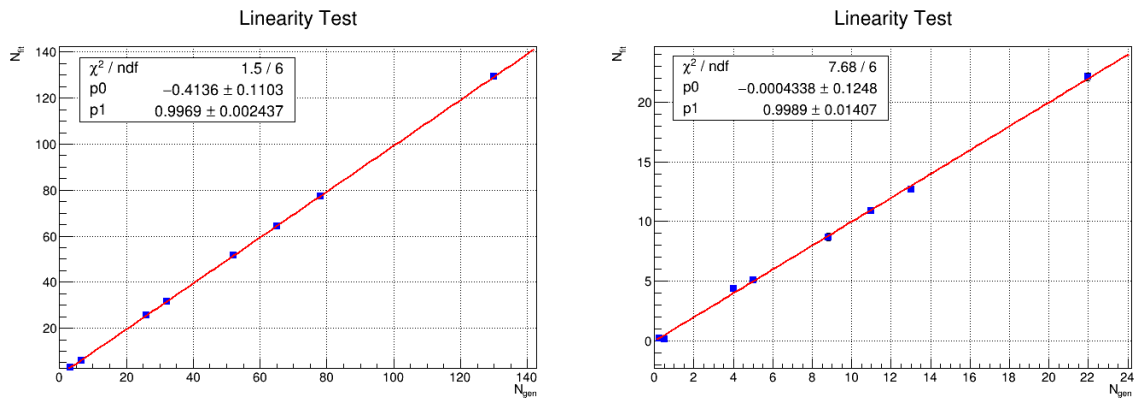 Linearity Test
N_fit
χ² / ndf 1.5 / 6
p0 −0.4136 ± 0.1103
p1 0.9969 ± 0.002437
140
120
100
80
60
40
20
0 20 40 60 80 100 120 140
N_gen
Linearity Test
N_fit
χ² / ndf 7.68 / 6
p0 −0.0004338 ± 0.1248
p1 0.9989 ± 0.01407
20
15
10
5
0
0 2 4 6 8 10 12 14 16 18 20 22 24
N_gen